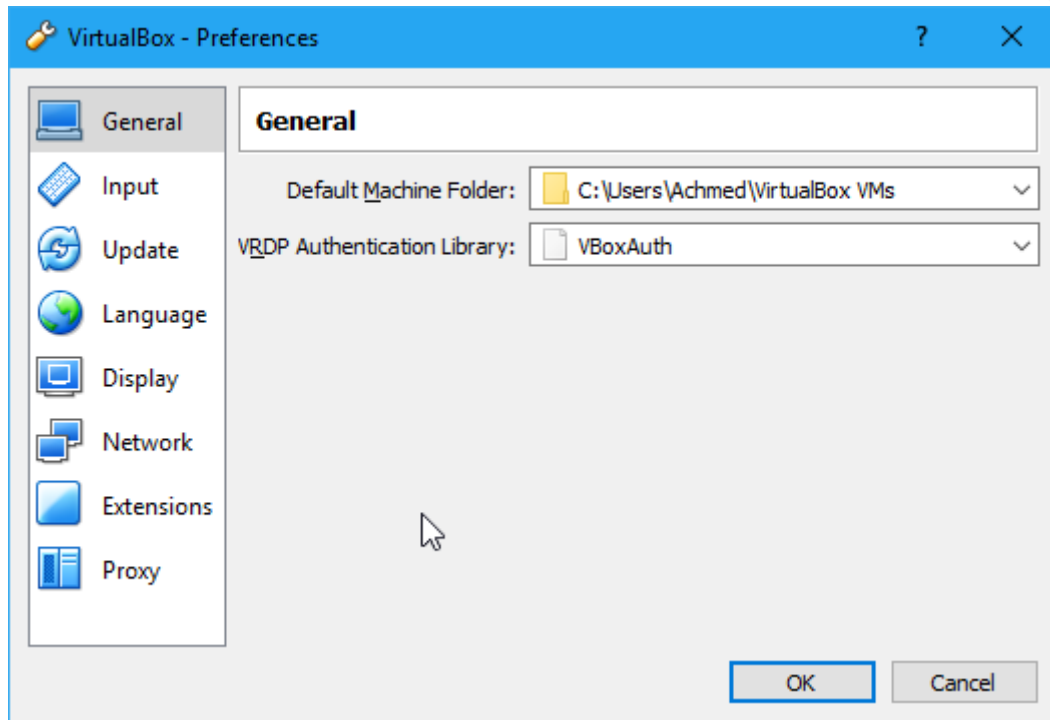 VirtualBox - Preferences ?
General
Input
Update
Language
Display
Network
Extensions
Proxy
General
Default Machine Folder: C:\Users\Achmed\VirtualBox VMs
VRDP Authentication Library: VBoxAuth
OK Cancel